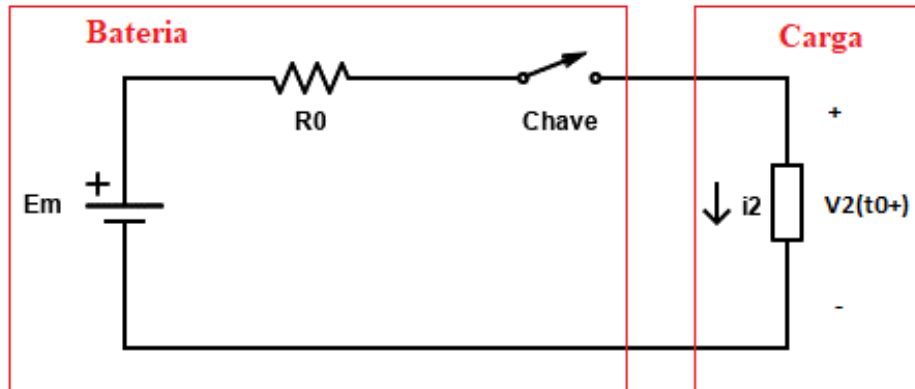 Bateria
Carga
R0
Chave
+
+
Em
i2
V2(t0+)
-